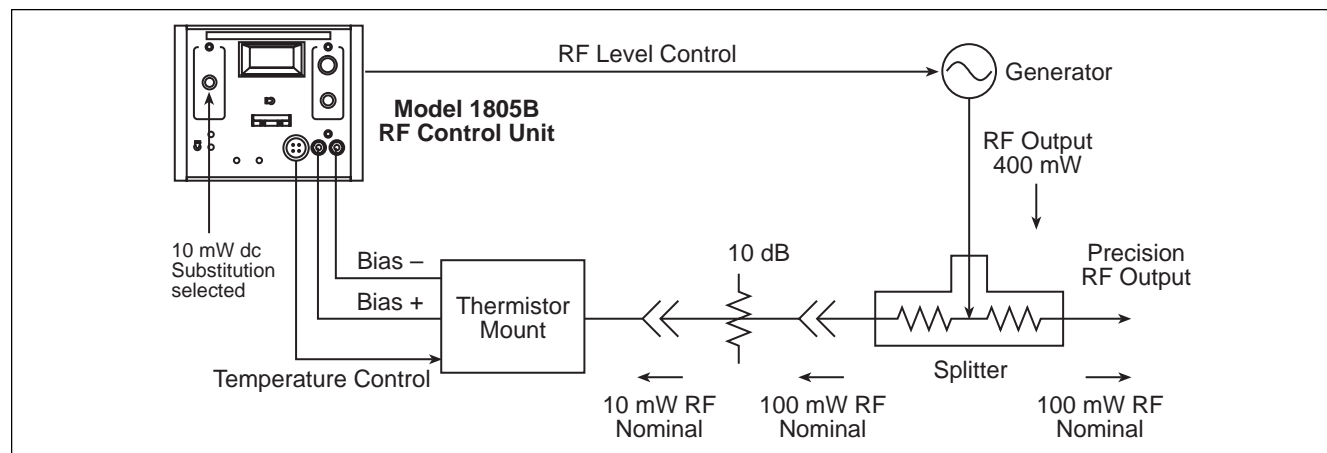 RF Level Control
Generator
Model 1805B
RF Control Unit
RF Output
400 mW
10 mW dc
Substitution
selected
Bias –
Bias +
Temperature Control
Thermistor
Mount
10 dB
Precision
RF Output
Splitter
10 mW RF
Nominal
100 mW RF
Nominal
100 mW RF
Nominal